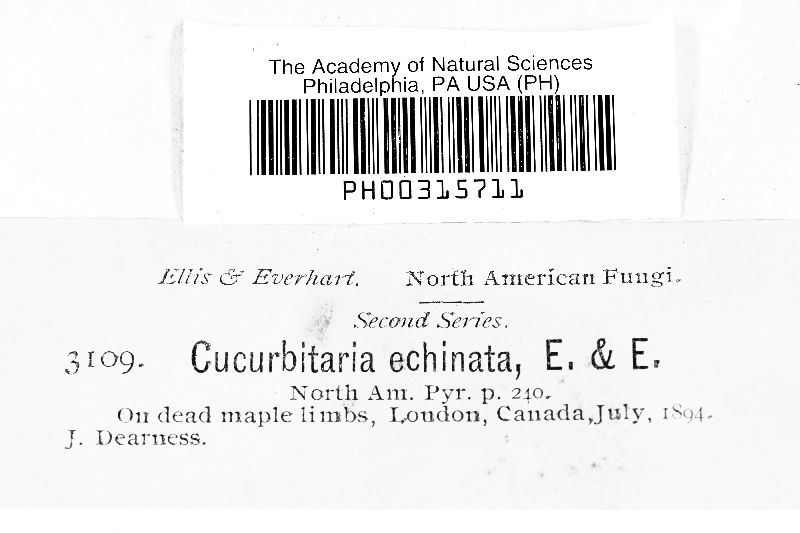 The Academy of Natural Sciences
Philadelphia, PA USA (PH)
PH00315711
Ellis & Everhart. North American Fungi.
Second Series.
3109. Cucurbitaria echinata, E. & E.
North Am. Pyr. p. 240.
On dead maple limbs, London, Canada, July, 1894.
J. Dearness.